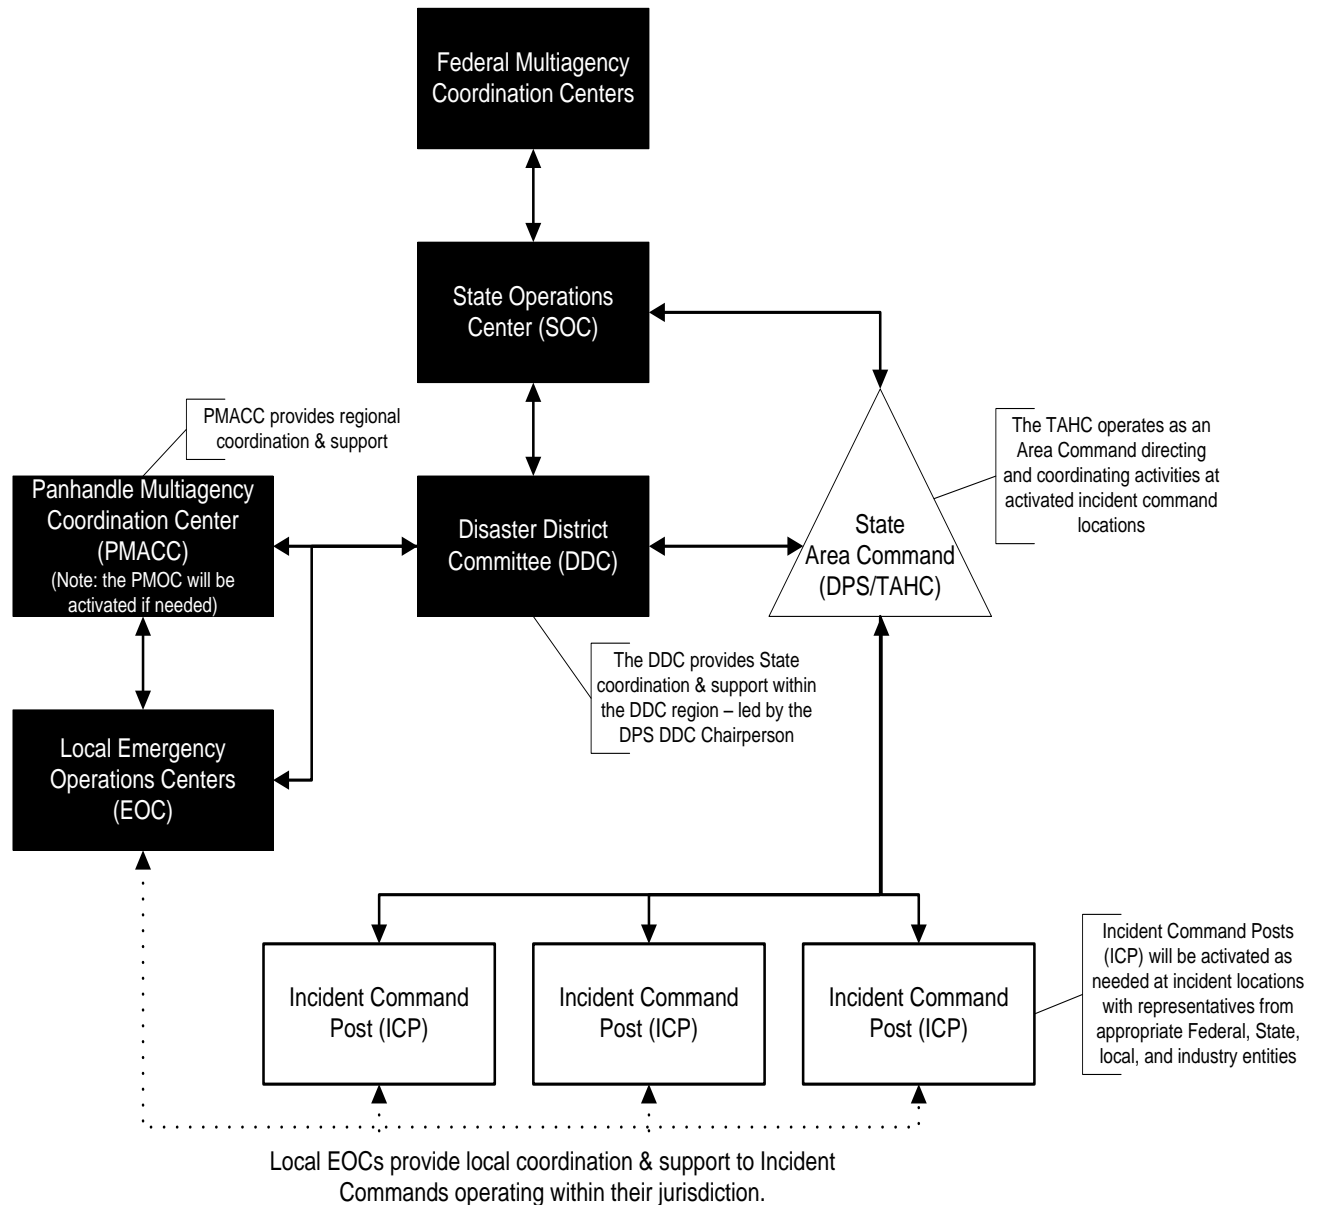 Federal Multiagency
Coordination Centers
State Operations
Center (SOC)
PMACC provides regional
coordination & support
The TAHC operates as an
Area Command directing
and coordinating activities at
activated incident command
locations
Panhandle Multiagency
Coordination Center
(PMACC)
(Note: the PMOC will be
activated if needed)
Disaster District
Committee (DDC)
State
Area Command
(DPS/TAHC)
The DDC provides State
coordination & support within
the DDC region – led by the
DPS DDC Chairperson
Local Emergency
Operations Centers
(EOC)
Incident Command
Post (ICP)
Incident Command
Post (ICP)
Incident Command
Post (ICP)
Incident Command Posts
(ICP) will be activated as
needed at incident locations
with representatives from
appropriate Federal, State,
local, and industry entities
Local EOCs provide local coordination & support to Incident
Commands operating within their jurisdiction.